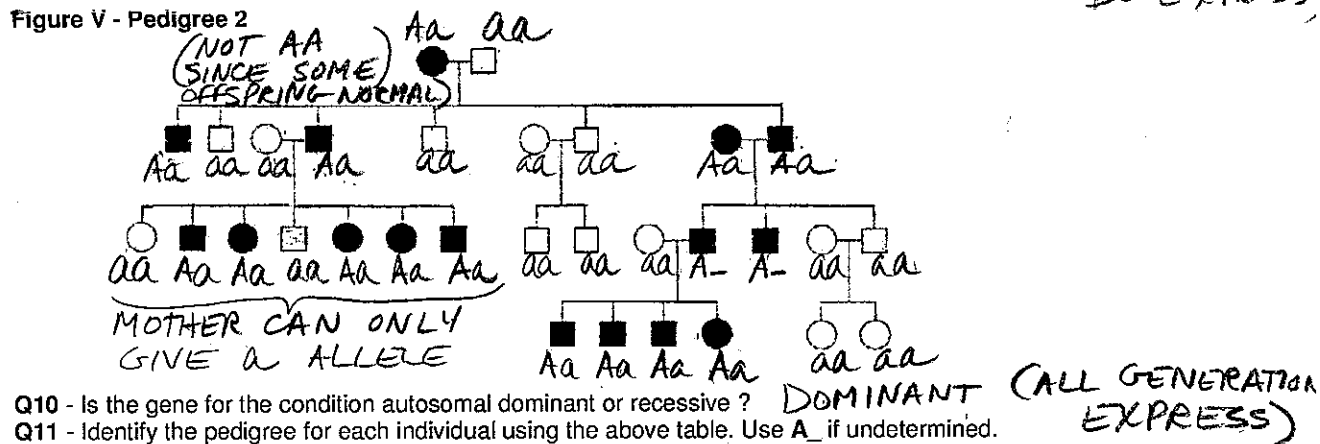 DO EXPRESS,
Figure V - Pedigree 2
Aa aa
(NOT AA
SINCE SOME
OFFSPRING NORMAL)
Aa aa aa Aa aa aa aa Aa Aa
aa Aa Aa aa Aa Aa Aa aa aa aa A- A- aa aa
MOTHER CAN ONLY
GIVE a ALLELE
Aa Aa Aa Aa aa aa
Q10 - Is the gene for the condition autosomal dominant or recessive ? DOMINANT (ALL GENERATION
EXPRESS)
Q11 - Identify the pedigree for each individual using the above table. Use A_ if undetermined.